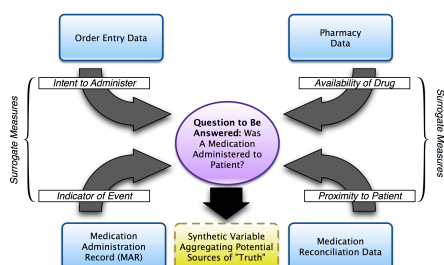 Order Entry Data
Pharmacy
Data
Intent to Administer
Availability of Drug
Surrogate Measures
Question to Be
Answered: Was
A Medication
Administered to
Patient?
Surrogate Measures
Indicator of Event
Proximity to Patient
Medication
Administration
Record (MAR)
Synthetic Variable
Aggregating Potential
Sources of "Truth"
Medication
Reconciliation Data